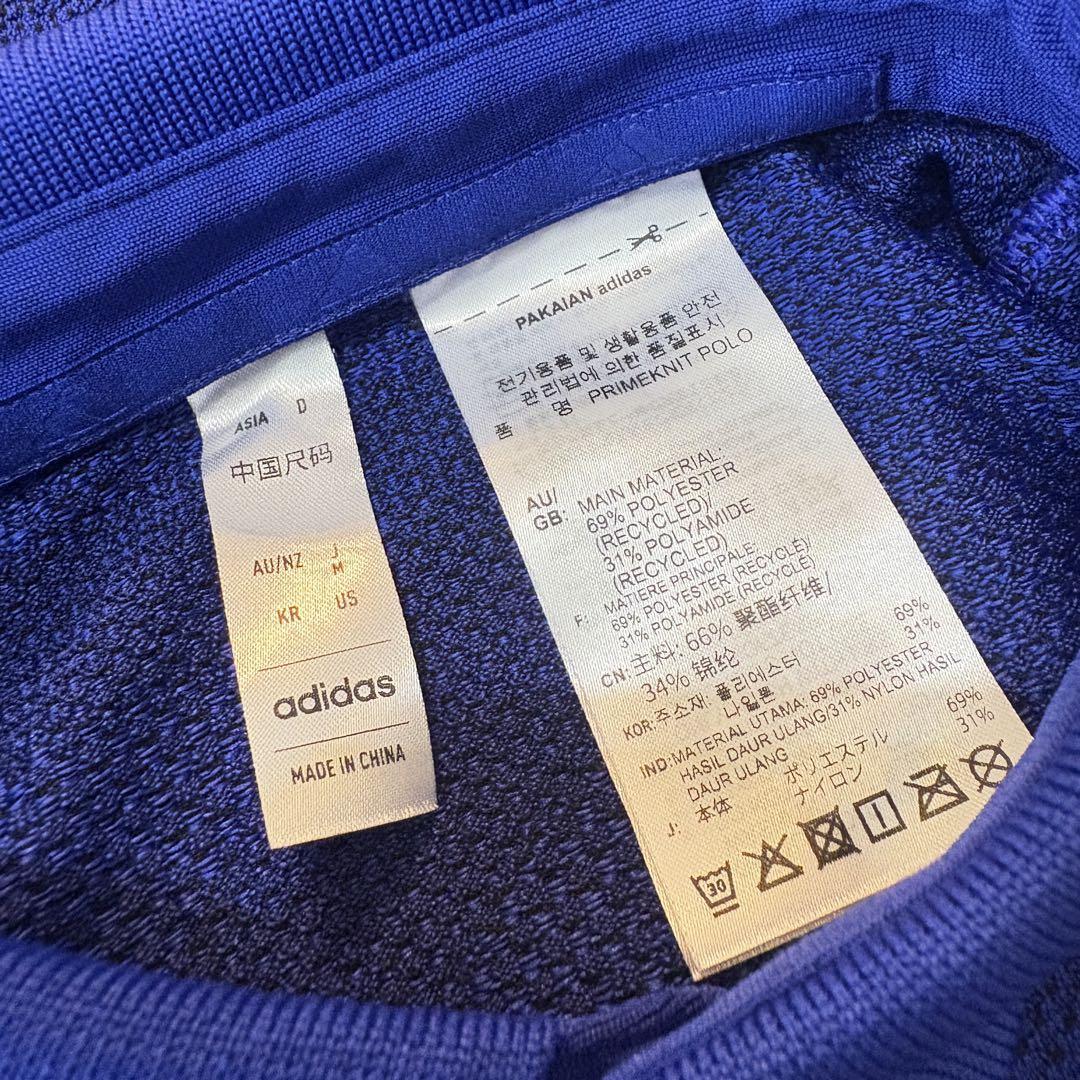 ASIA D
中国尺码
AU/NZ J
M
KR US
adidas
MADE IN CHINA
PAKAIAN adidas
전기용품 및 생활용품 안전
관리법에 의한 품질표시
품 명 PRIMEKNIT POLO
AU/
GB: MAIN MATERIAL:
69% POLYESTER
(RECYCLED)/
31% POLYAMIDE
(RECYCLED)
F: MATIERE PRINCIPALE:
69% POLYESTER (RECYCLE)/
31% POLYAMIDE (RECYCLE)
CN: 主料: 66% 聚酯纤维/
34% 锦纶
KOR: 주소재: 폴리에스터 69%
나일론 31%
IND: MATERIAL UTAMA: 69% POLYESTER
HASIL DAUR ULANG/31% NYLON HASIL
DAUR ULANG
J: 本体 ポリエステル 69%
ナイロン 31%
30